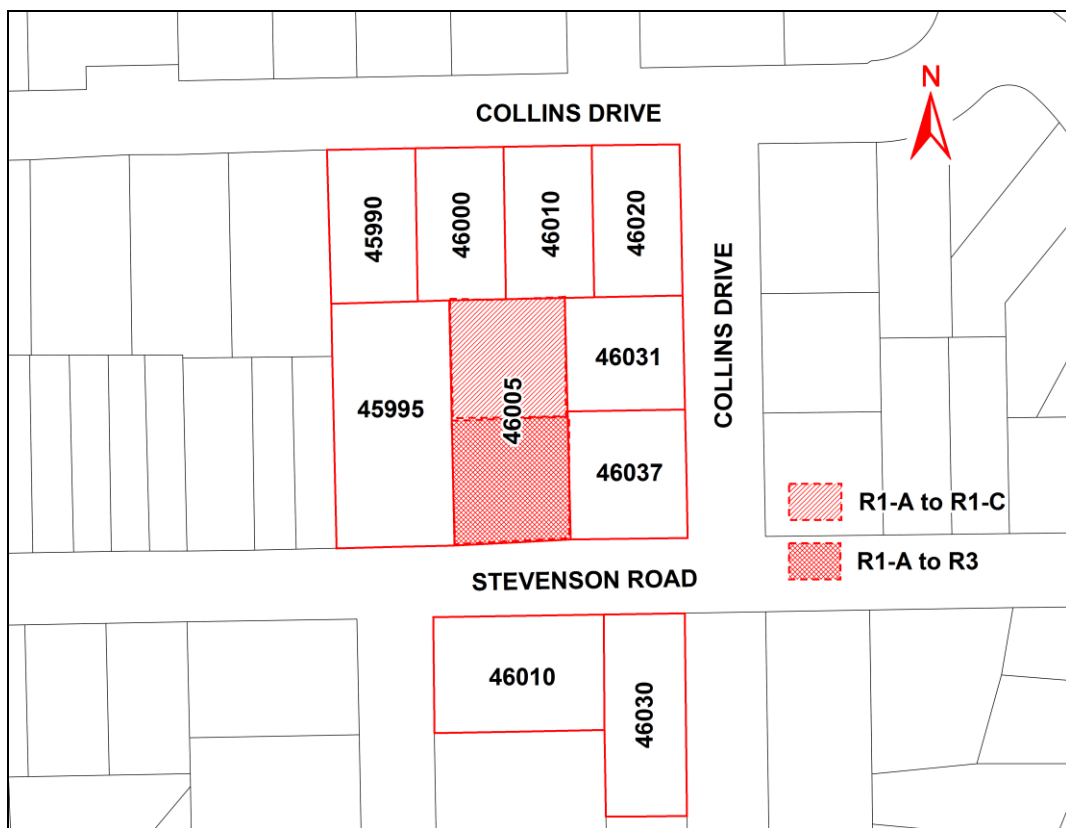 N
COLLINS DRIVE
45990
46000
46010
46020
COLLINS DRIVE
46031
45995
46005
46037
R1-A to R1-C
R1-A to R3
STEVENSON ROAD
46010
46030